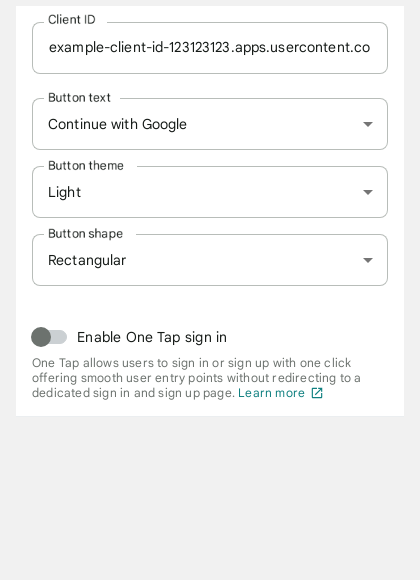 Client ID
example-client-id-123123123.apps.usercontent.co
Button text
Continue with Google
Button theme
Light
Button shape
Rectangular
Enable One Tap sign in
One Tap allows users to sign in or sign up with one click
offering smooth user entry points without redirecting to a
dedicated sign in and sign up page. Learn more